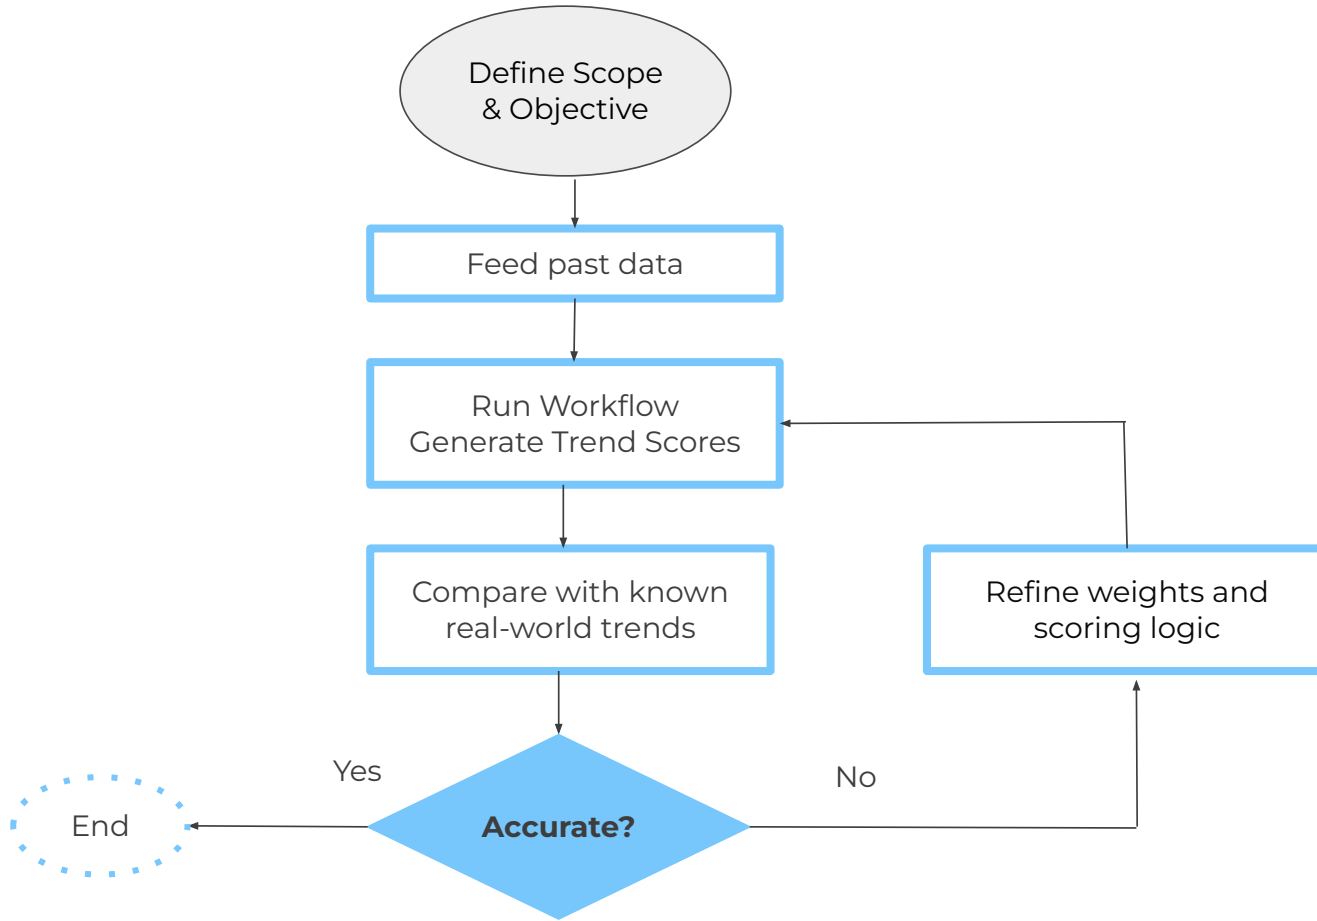 Define Scope
& Objective
Feed past data
Run Workflow
Generate Trend Scores
Compare with known
real-world trends
Refine weights and
scoring logic
Yes
No
End
Accurate?